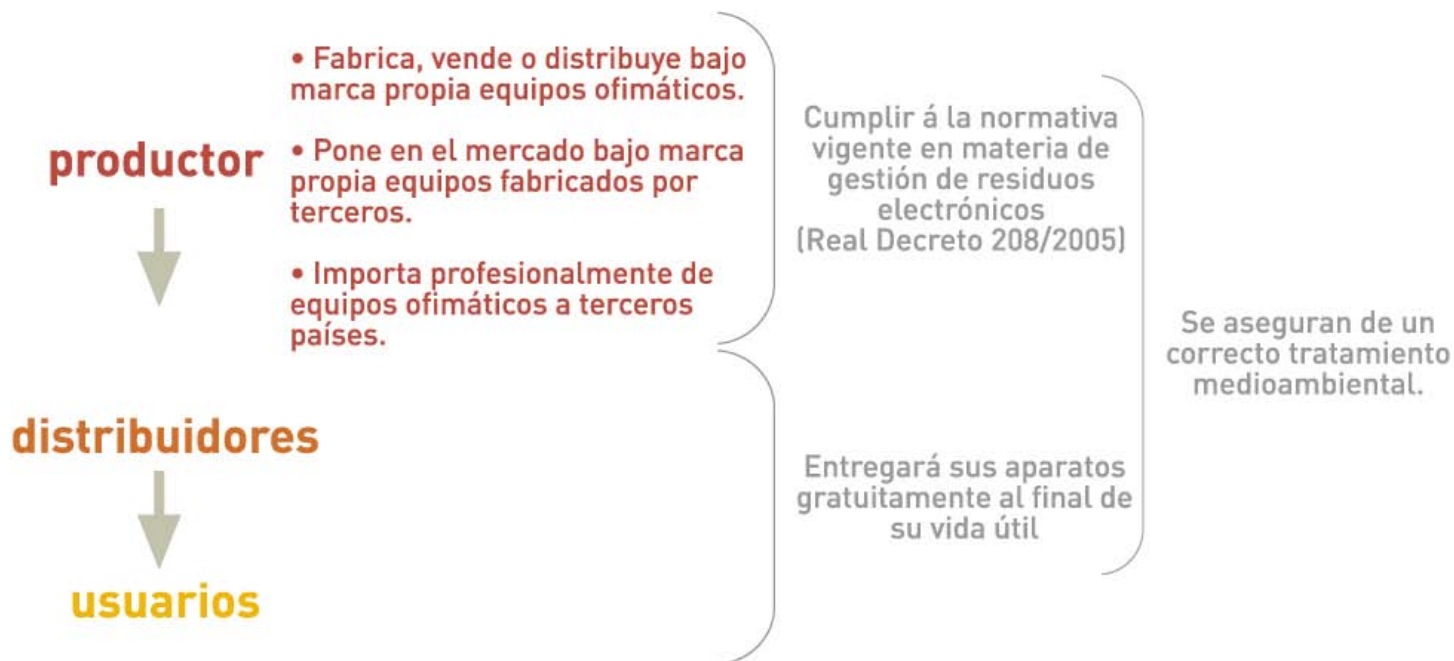 productor
• Fabrica, vende o distribuye bajo
marca propia equipos ofimáticos.
• Pone en el mercado bajo marca
propia equipos fabricados por
terceros.
• Importa profesionalmente de
equipos ofimáticos a terceros
países.
Cumplir á la normativa
vigente en materia de
gestión de residuos
electrónicos
(Real Decreto 208/2005)
distribuidores
usuarios
Entregará sus aparatos
gratuitamente al final de
su vida útil
Se aseguran de un
correcto tratamiento
medioambiental.